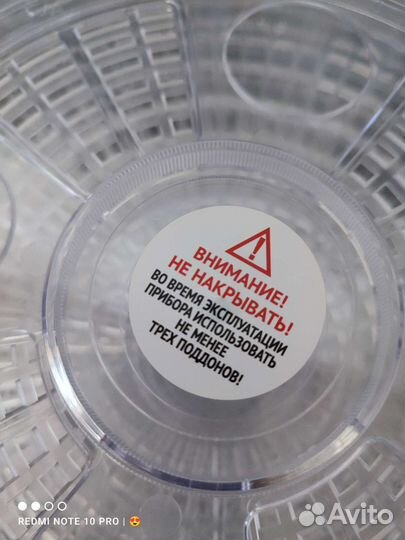 ВНИМАНИЕ!
НЕ НАКРЫВАТЬ!
ВО ВРЕМЯ ЭКСПЛУАТАЦИИ
ПРИБОРА ИСПОЛЬЗОВАТЬ
НЕ МЕНЕЕ
ТРЕХ ПОДДОНОВ!
REDMI NOTE 10 PRO | 😍
Avito